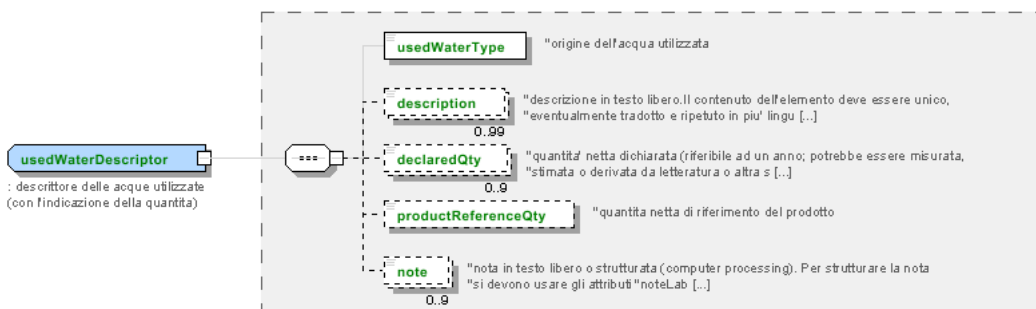 usedWaterType
"origine dell'acqua utilizzata
description
"descrizione in testo libero.Il contenuto dell'elemento deve essere unico,
"eventualmente tradotto e ripetuto in piu' lingu [...]
0..99
usedWaterDescriptor
: descrittore delle acque utilizzate
(con l'indicazione della quantita)
declaredQty
"quantita' netta dichiarata (riferibile ad un anno; potrebbe essere misurata,
"stimata o derivata da letteratura o altra s [...]
0..9
productReferenceQty
"quantita netta di riferimento del prodotto
note
"nota in testo libero o strutturata (computer processing). Per strutturare la nota
"si devono usare gli attributi "noteLab [...]
0..9